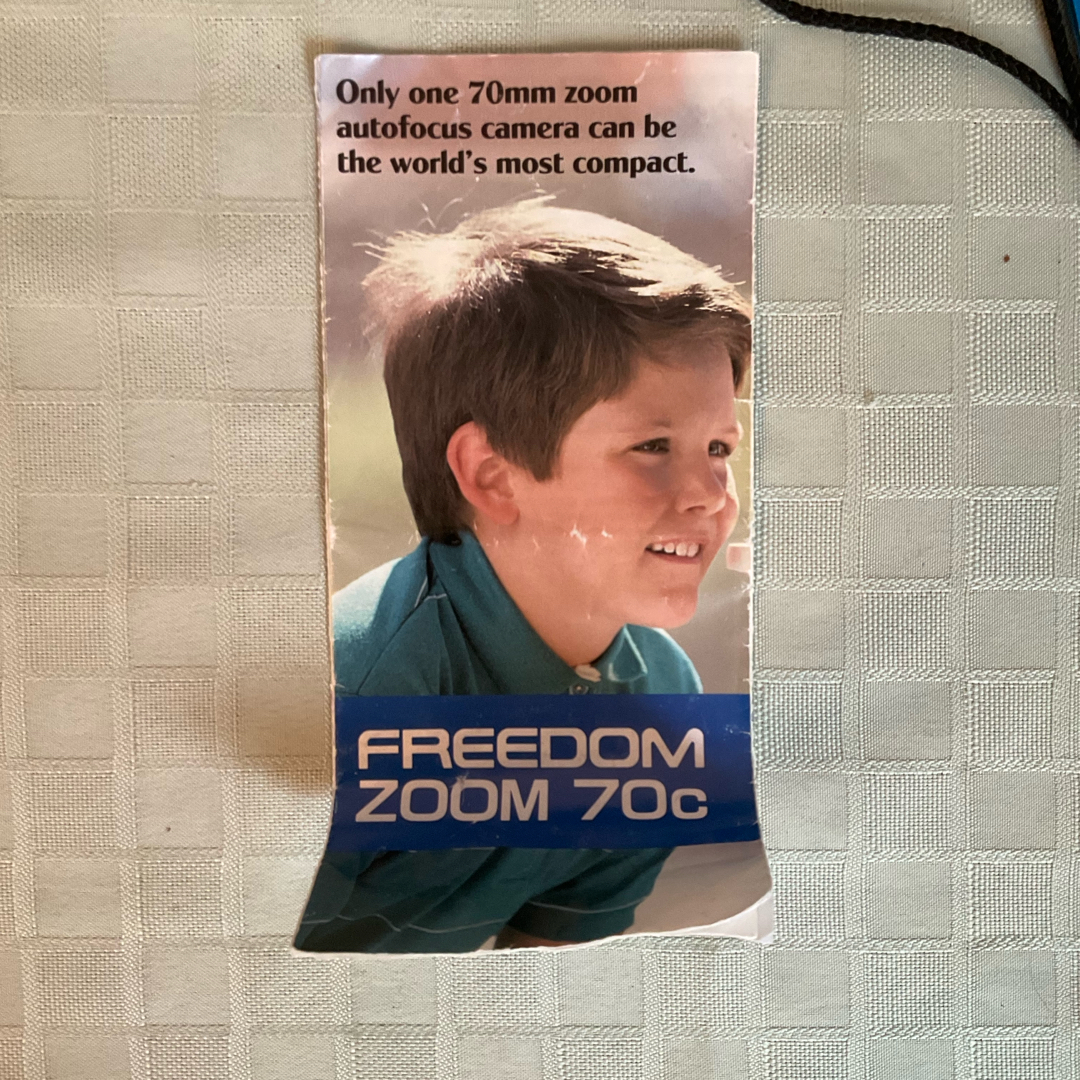 Only one 70mm zoom
autofocus camera can be
the world's most compact.
FREEDOM
ZOOM 70c